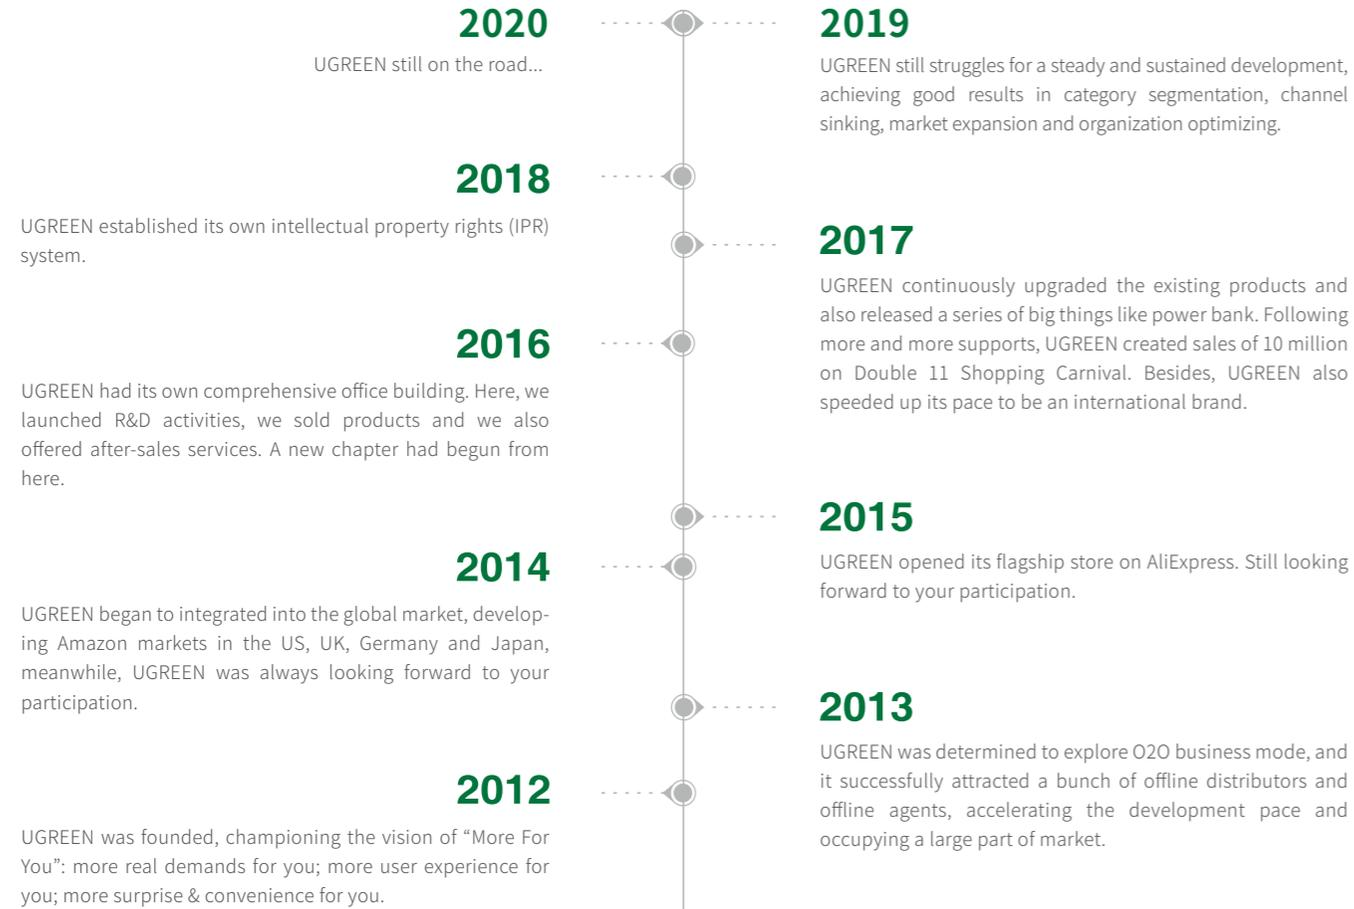 2020
UGREEN still on the road...
2019
UGREEN still struggles for a steady and sustained development,
achieving good results in category segmentation, channel
sinking, market expansion and organization optimizing.
2018
UGREEN established its own intellectual property rights (IPR)
system.
2017
UGREEN continuously upgraded the existing products and
also released a series of big things like power bank. Following
more and more supports, UGREEN created sales of 10 million
on Double 11 Shopping Carnival. Besides, UGREEN also
speeded up its pace to be an international brand.
2016
UGREEN had its own comprehensive office building. Here, we
launched R&D activities, we sold products and we also
offered after-sales services. A new chapter had begun from
here.
2015
UGREEN opened its flagship store on AliExpress. Still looking
forward to your participation.
2014
UGREEN began to integrated into the global market, develop-
ing Amazon markets in the US, UK, Germany and Japan,
meanwhile, UGREEN was always looking forward to your
participation.
2013
UGREEN was determined to explore O2O business mode, and
it successfully attracted a bunch of offline distributors and
offline agents, accelerating the development pace and
occupying a large part of market.
2012
UGREEN was founded, championing the vision of “More For
You”: more real demands for you; more user experience for
you; more surprise & convenience for you.